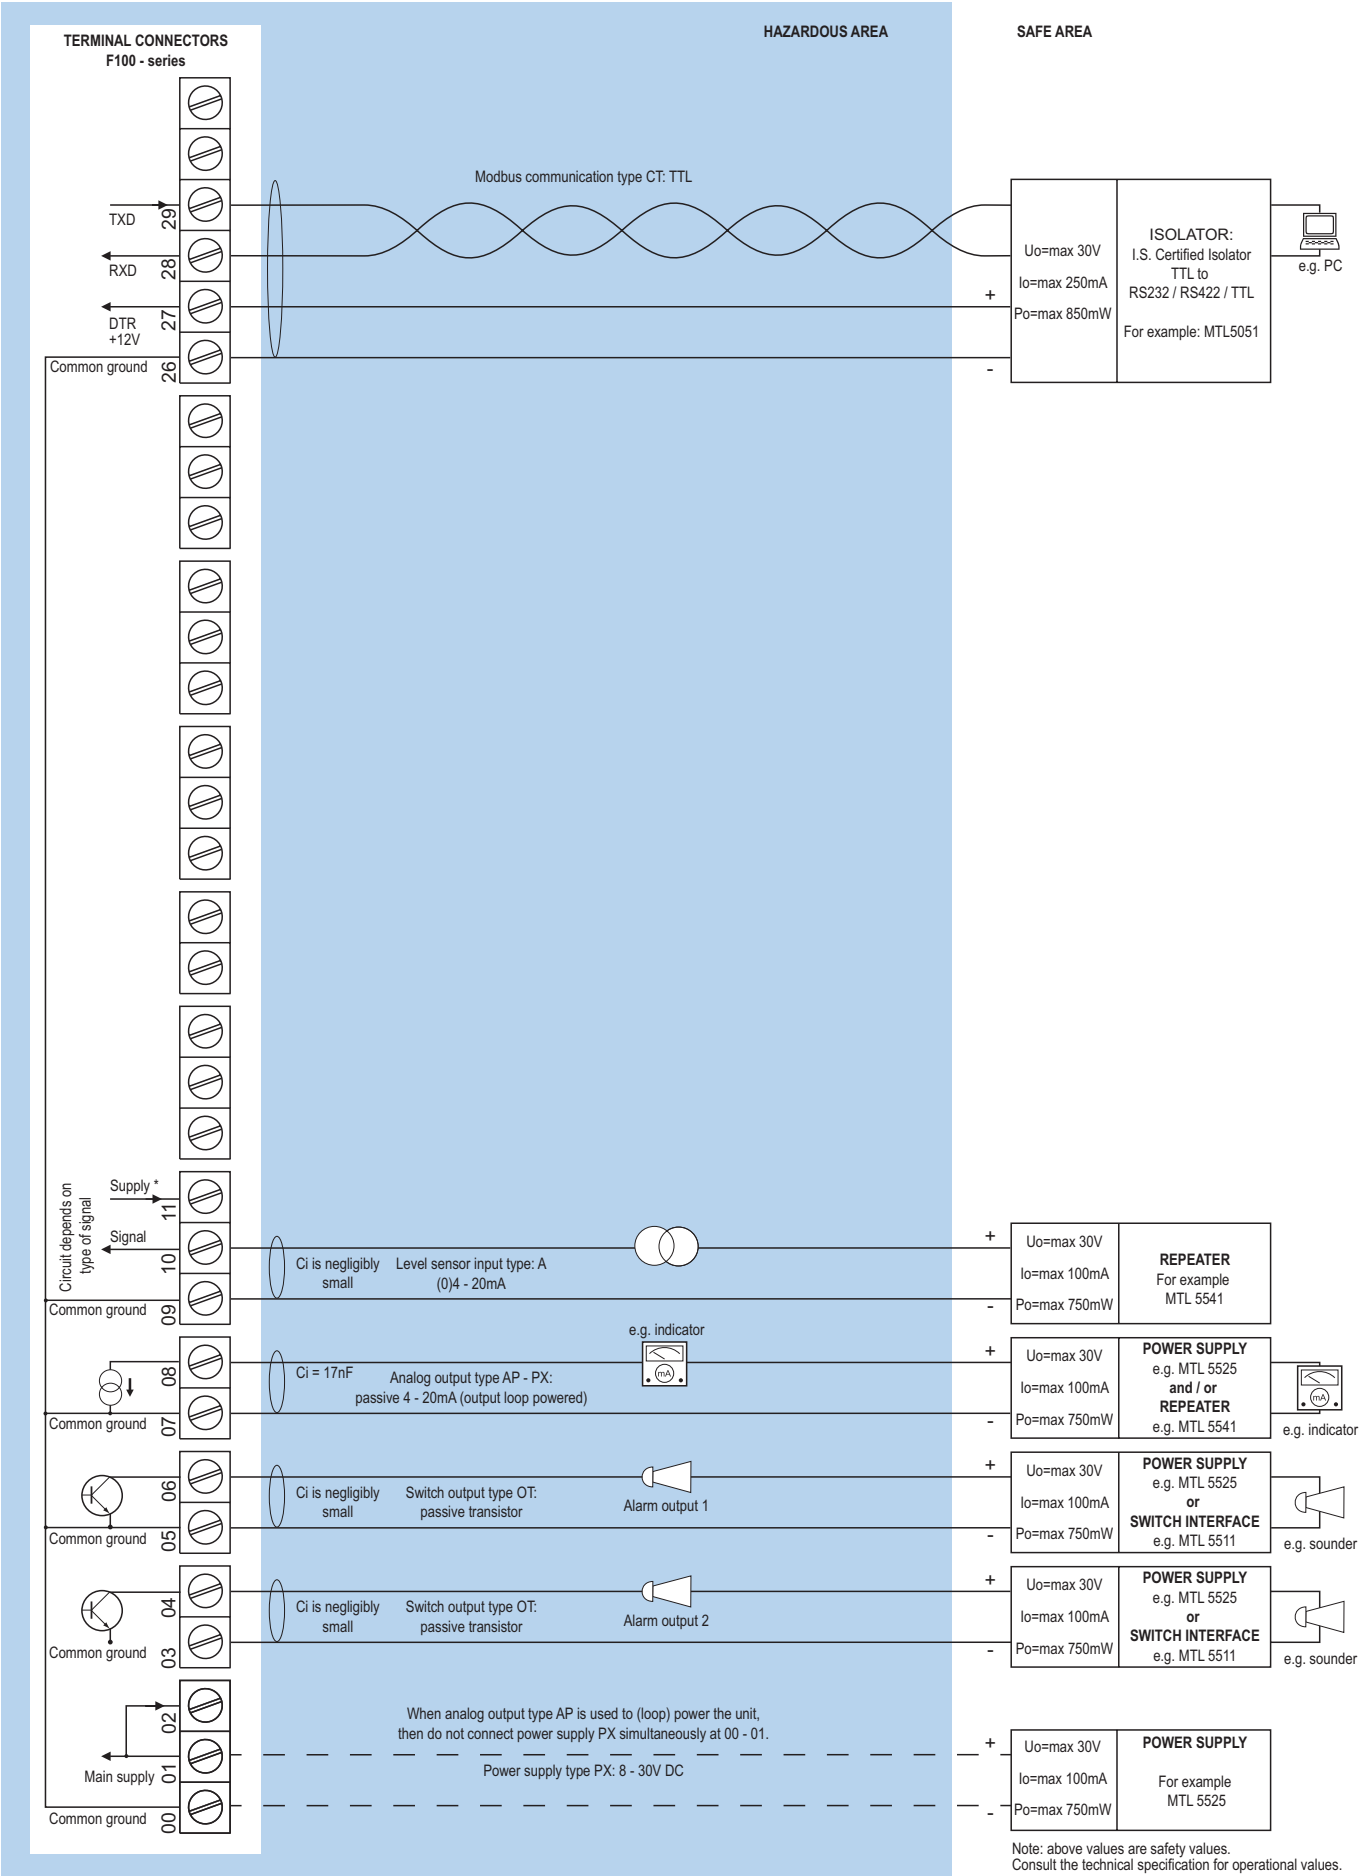 TERMINAL CONNECTORS
F100 - series
HAZARDOUS AREA
SAFE AREA
Modbus communication type CT: TTL
TXD
29
RXD
28
DTR
+12V
27
Common ground
26
+
-
Uo=max 30V
Io=max 250mA
Po=max 850mW
ISOLATOR:
I.S. Certified Isolator
TTL to
RS232 / RS422 / TTL
For example: MTL5051
e.g. PC
Circuit depends on
type of signal
Supply *
11
Signal
10
Common ground
09
Ci is negligibly
small
Level sensor input type: A
(0)4 - 20mA
+
-
Uo=max 30V
Io=max 100mA
Po=max 750mW
REPEATER
For example
MTL 5541
08
Common ground
07
Ci = 17nF
Analog output type AP - PX:
passive 4 - 20mA (output loop powered)
e.g. indicator
mA
+
-
Uo=max 30V
Io=max 100mA
Po=max 750mW
POWER SUPPLY
e.g. MTL 5525
and / or
REPEATER
e.g. MTL 5541
mA
e.g. indicator
06
Common ground
05
Ci is negligibly
small
Switch output type OT:
passive transistor
Alarm output 1
+
-
Uo=max 30V
Io=max 100mA
Po=max 750mW
POWER SUPPLY
e.g. MTL 5525
or
SWITCH INTERFACE
e.g. MTL 5511
e.g. sounder
04
Common ground
03
Ci is negligibly
small
Switch output type OT:
passive transistor
Alarm output 2
+
-
Uo=max 30V
Io=max 100mA
Po=max 750mW
POWER SUPPLY
e.g. MTL 5525
or
SWITCH INTERFACE
e.g. MTL 5511
e.g. sounder
02
Main supply
01
Common ground
00
When analog output type AP is used to (loop) power the unit,
then do not connect power supply PX simultaneously at 00 - 01.
Power supply type PX: 8 - 30V DC
+
-
Uo=max 30V
Io=max 100mA
Po=max 750mW
POWER SUPPLY
For example
MTL 5525
Note: above values are safety values.
Consult the technical specification for operational values.